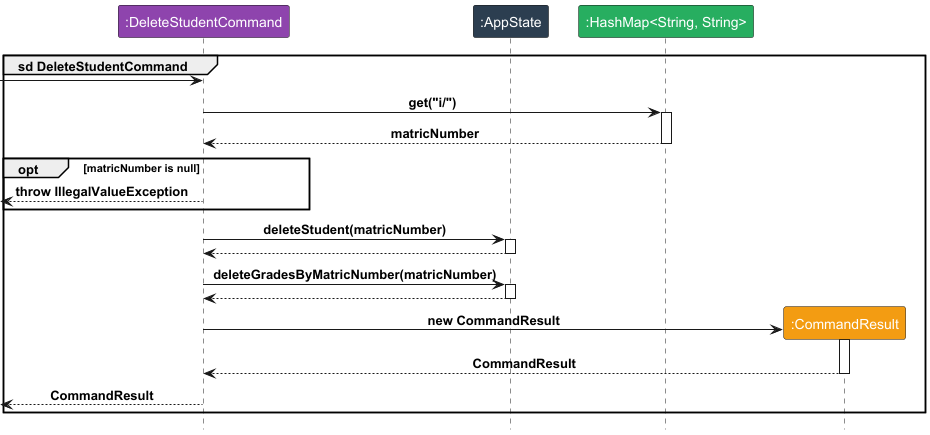 :DeleteStudentCommand
:AppState
:HashMap<String, String>
sd DeleteStudentCommand
get("i/")
matricNumber
opt
[matricNumber is null]
throw IllegalValueException
deleteStudent(matricNumber)
deleteGradesByMatricNumber(matricNumber)
new CommandResult
:CommandResult
CommandResult
CommandResult